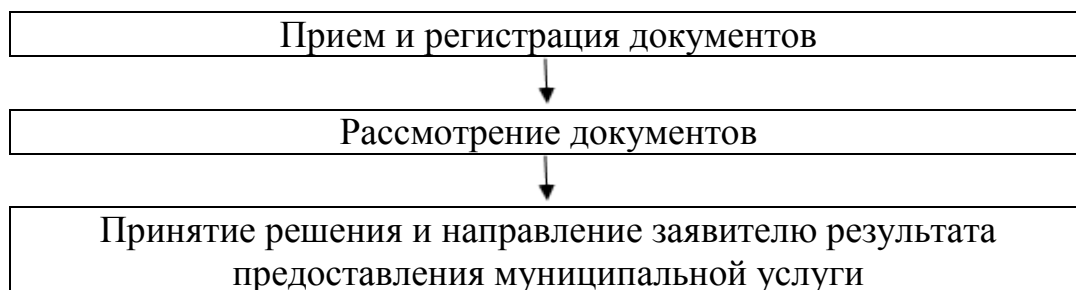 Прием и регистрация документов
Рассмотрение документов
Принятие решения и направление заявителю результата
предоставления муниципальной услуги